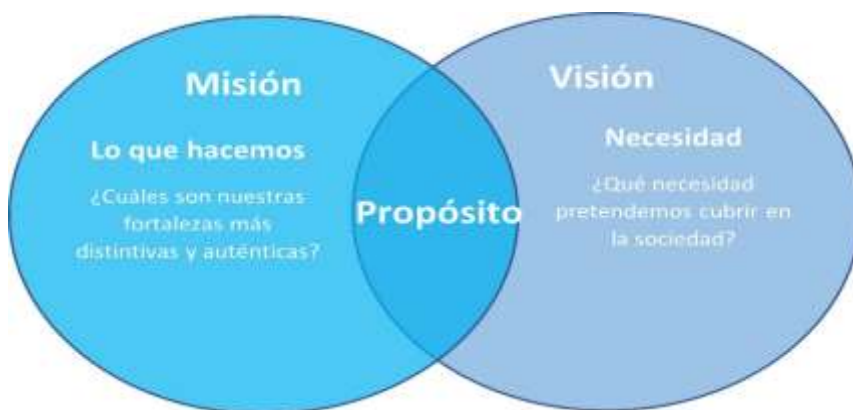 Misión
Lo que hacemos
¿Cuáles son nuestras
fortalezas más
distintivas y auténticas?
Propósito
Visión
Necesidad
¿Qué necesidad
pretendemos cubrir en
la sociedad?